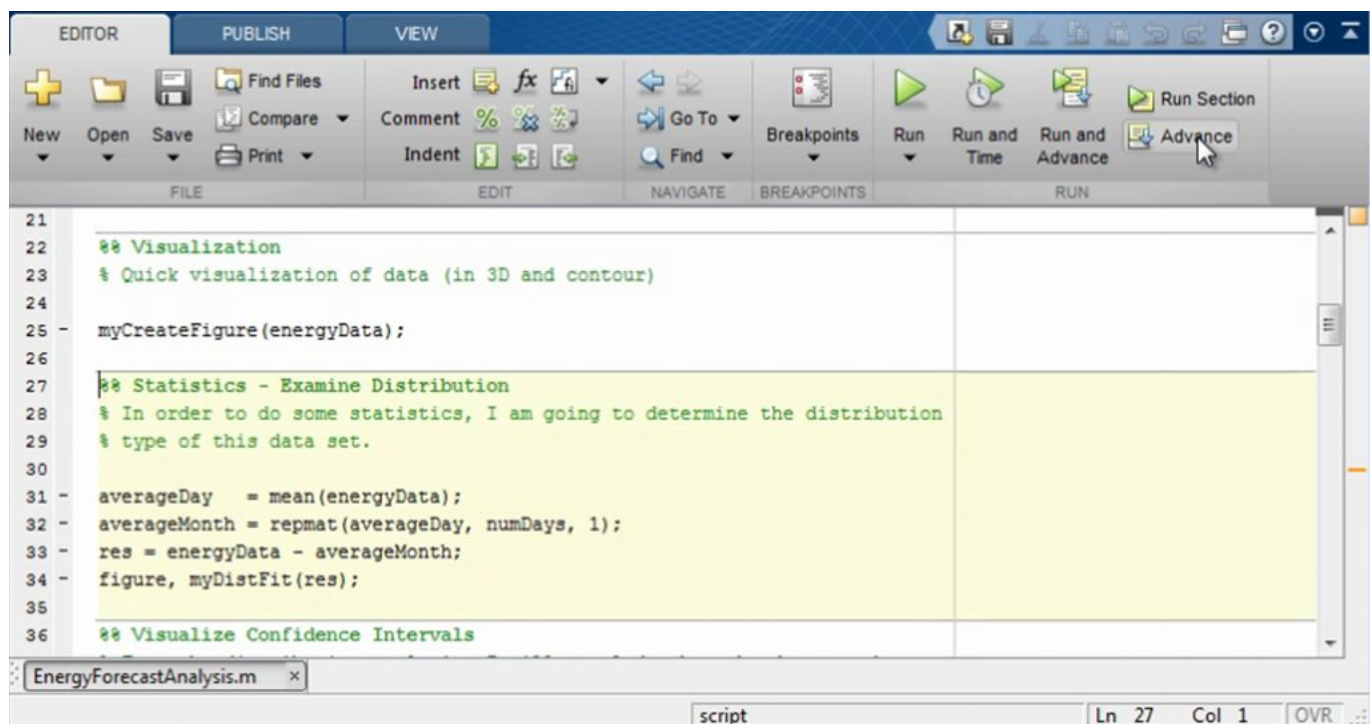 EDITOR PUBLISH VIEW
New
Open
Save
Find Files
Compare
Print
FILE
Insert fx
Comment
Indent
EDIT
Go To
Find
NAVIGATE
Breakpoints
BREAKPOINTS
Run
Run and
Time
Run and
Advance
Run Section
Advance
RUN
21
22 %% Visualization
23 % Quick visualization of data (in 3D and contour)
24
25 - myCreateFigure(energyData);
26
27 %% Statistics - Examine Distribution
28 % In order to do some statistics, I am going to determine the distribution
29 % type of this data set.
30
31 - averageDay   = mean(energyData);
32 - averageMonth = repmat(averageDay, numDays, 1);
33 - res = energyData - averageMonth;
34 - figure, myDistFit(res);
35
36 %% Visualize Confidence Intervals
EnergyForecastAnalysis.m ×
script Ln 27 Col 1 OVR